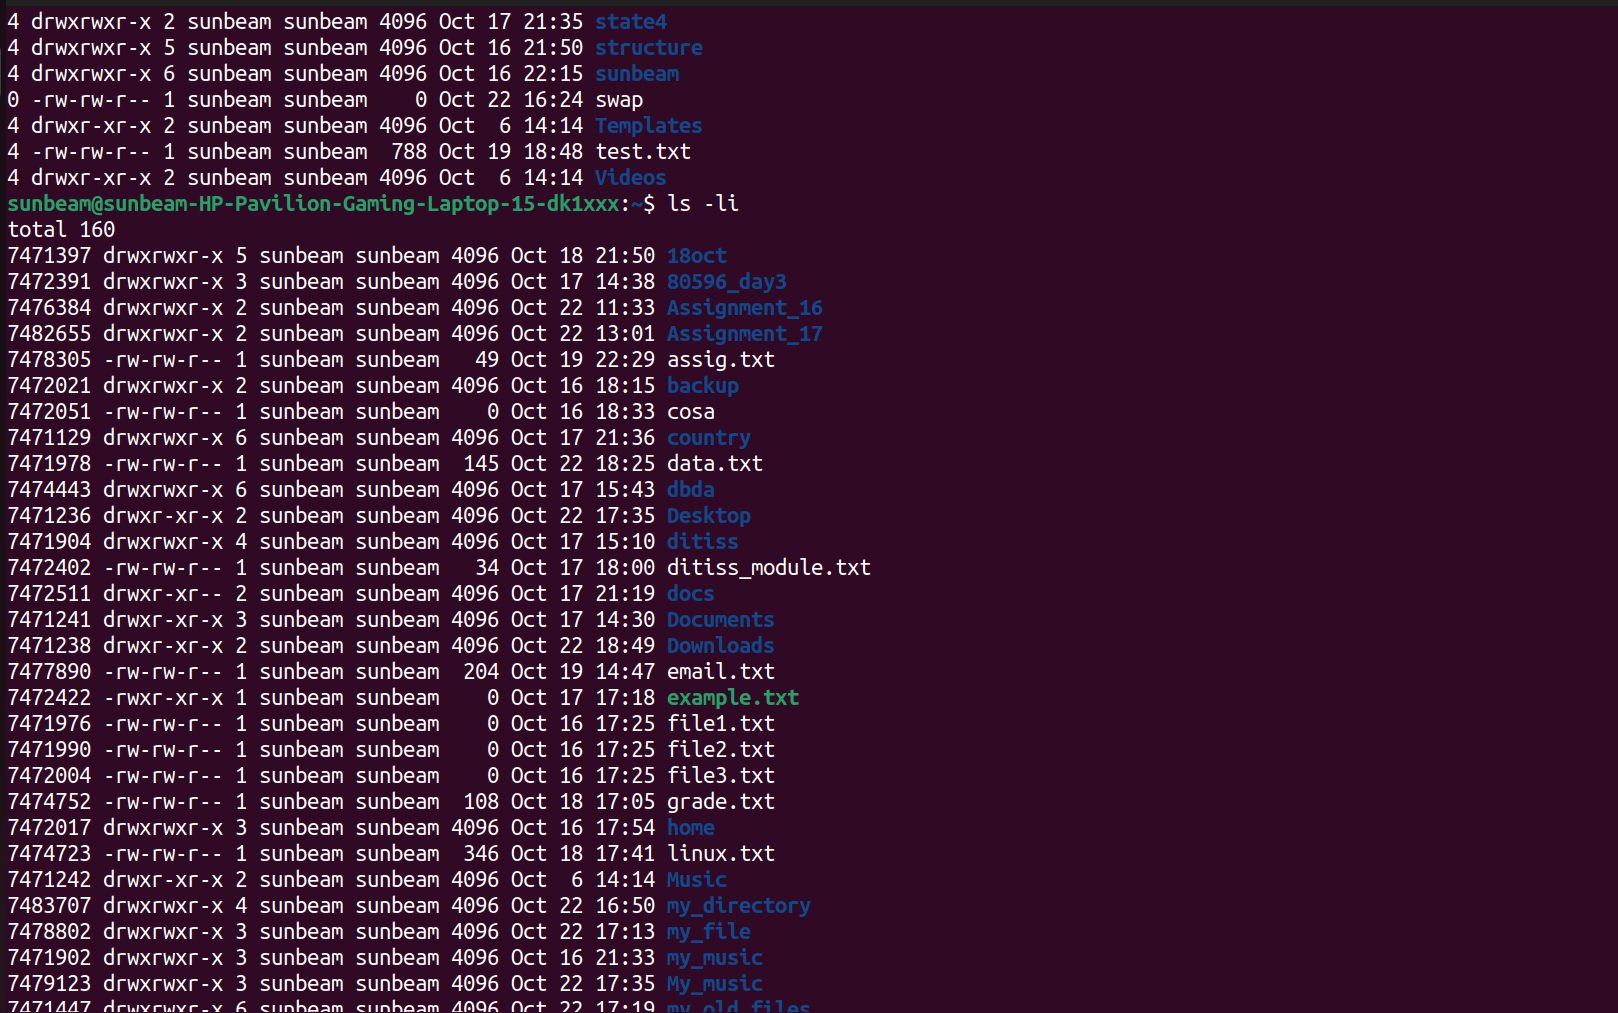 4 drwxrwxr-x 2 sunbeam sunbeam 4096 Oct 17 21:35 state4
4 drwxrwxr-x 5 sunbeam sunbeam 4096 Oct 16 21:50 structure
4 drwxrwxr-x 6 sunbeam sunbeam 4096 Oct 16 22:15 sunbeam
0 -rw-rw-r-- 1 sunbeam sunbeam    0 Oct 22 16:24 swap
4 drwxr-xr-x 2 sunbeam sunbeam 4096 Oct  6 14:14 Templates
4 -rw-rw-r-- 1 sunbeam sunbeam  788 Oct 19 18:48 test.txt
4 drwxr-xr-x 2 sunbeam sunbeam 4096 Oct  6 14:14 Videos
sunbeam@sunbeam-HP-Pavilion-Gaming-Laptop-15-dk1xxx:~$ ls -li
total 160
7471397 drwxrwxr-x 5 sunbeam sunbeam 4096 Oct 18 21:50 18oct
7472391 drwxrwxr-x 3 sunbeam sunbeam 4096 Oct 17 14:38 80596_day3
7476384 drwxrwxr-x 2 sunbeam sunbeam 4096 Oct 22 11:33 Assignment_16
7482655 drwxrwxr-x 2 sunbeam sunbeam 4096 Oct 22 13:01 Assignment_17
7478305 -rw-rw-r-- 1 sunbeam sunbeam   49 Oct 19 22:29 assig.txt
7472021 drwxrwxr-x 2 sunbeam sunbeam 4096 Oct 16 18:15 backup
7472051 -rw-rw-r-- 1 sunbeam sunbeam    0 Oct 16 18:33 cosa
7471129 drwxrwxr-x 6 sunbeam sunbeam 4096 Oct 17 21:36 country
7471978 -rw-rw-r-- 1 sunbeam sunbeam  145 Oct 22 18:25 data.txt
7474443 drwxrwxr-x 6 sunbeam sunbeam 4096 Oct 17 15:43 dbda
7471236 drwxr-xr-x 2 sunbeam sunbeam 4096 Oct 22 17:35 Desktop
7471904 drwxrwxr-x 4 sunbeam sunbeam 4096 Oct 17 15:10 ditiss
7472402 -rw-rw-r-- 1 sunbeam sunbeam   34 Oct 17 18:00 ditiss_module.txt
7472511 drwxr-xr-- 2 sunbeam sunbeam 4096 Oct 17 21:19 docs
7471241 drwxr-xr-x 3 sunbeam sunbeam 4096 Oct 17 14:30 Documents
7471238 drwxr-xr-x 2 sunbeam sunbeam 4096 Oct 22 18:49 Downloads
7477890 -rw-rw-r-- 1 sunbeam sunbeam  204 Oct 19 14:47 email.txt
7472422 -rwxr-xr-x 1 sunbeam sunbeam    0 Oct 17 17:18 example.txt
7471976 -rw-rw-r-- 1 sunbeam sunbeam    0 Oct 16 17:25 file1.txt
7471990 -rw-rw-r-- 1 sunbeam sunbeam    0 Oct 16 17:25 file2.txt
7472004 -rw-rw-r-- 1 sunbeam sunbeam    0 Oct 16 17:25 file3.txt
7474752 -rw-rw-r-- 1 sunbeam sunbeam  108 Oct 18 17:05 grade.txt
7472017 drwxrwxr-x 3 sunbeam sunbeam 4096 Oct 16 17:54 home
7474723 -rw-rw-r-- 1 sunbeam sunbeam  346 Oct 18 17:41 linux.txt
7471242 drwxr-xr-x 2 sunbeam sunbeam 4096 Oct  6 14:14 Music
7483707 drwxrwxr-x 4 sunbeam sunbeam 4096 Oct 22 16:50 my_directory
7478802 drwxrwxr-x 3 sunbeam sunbeam 4096 Oct 22 17:13 my_file
7471902 drwxrwxr-x 3 sunbeam sunbeam 4096 Oct 16 21:33 my_music
7479123 drwxrwxr-x 3 sunbeam sunbeam 4096 Oct 22 17:35 My_music
7471447 drwxrwxr-x 6 sunbeam sunbeam 4096 Oct 22 17:19 my_old_files